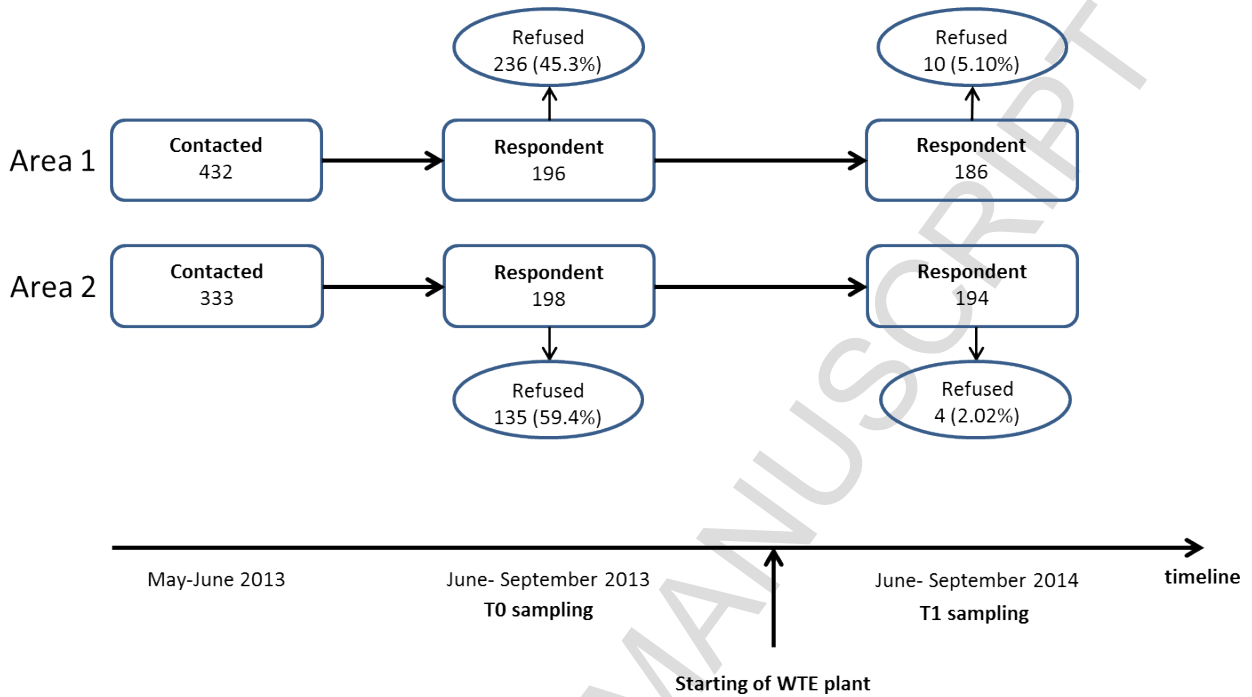 Refused
236 (45.3%)
Refused
10 (5.10%)
Area 1
Contacted
432
Respondent
196
Respondent
186
Area 2
Contacted
333
Respondent
198
Respondent
194
Refused
135 (59.4%)
Refused
4 (2.02%)
May-June 2013
June- September 2013
T0 sampling
June- September 2014
T1 sampling
timeline
Starting of WTE plant
MANUSCRIPT